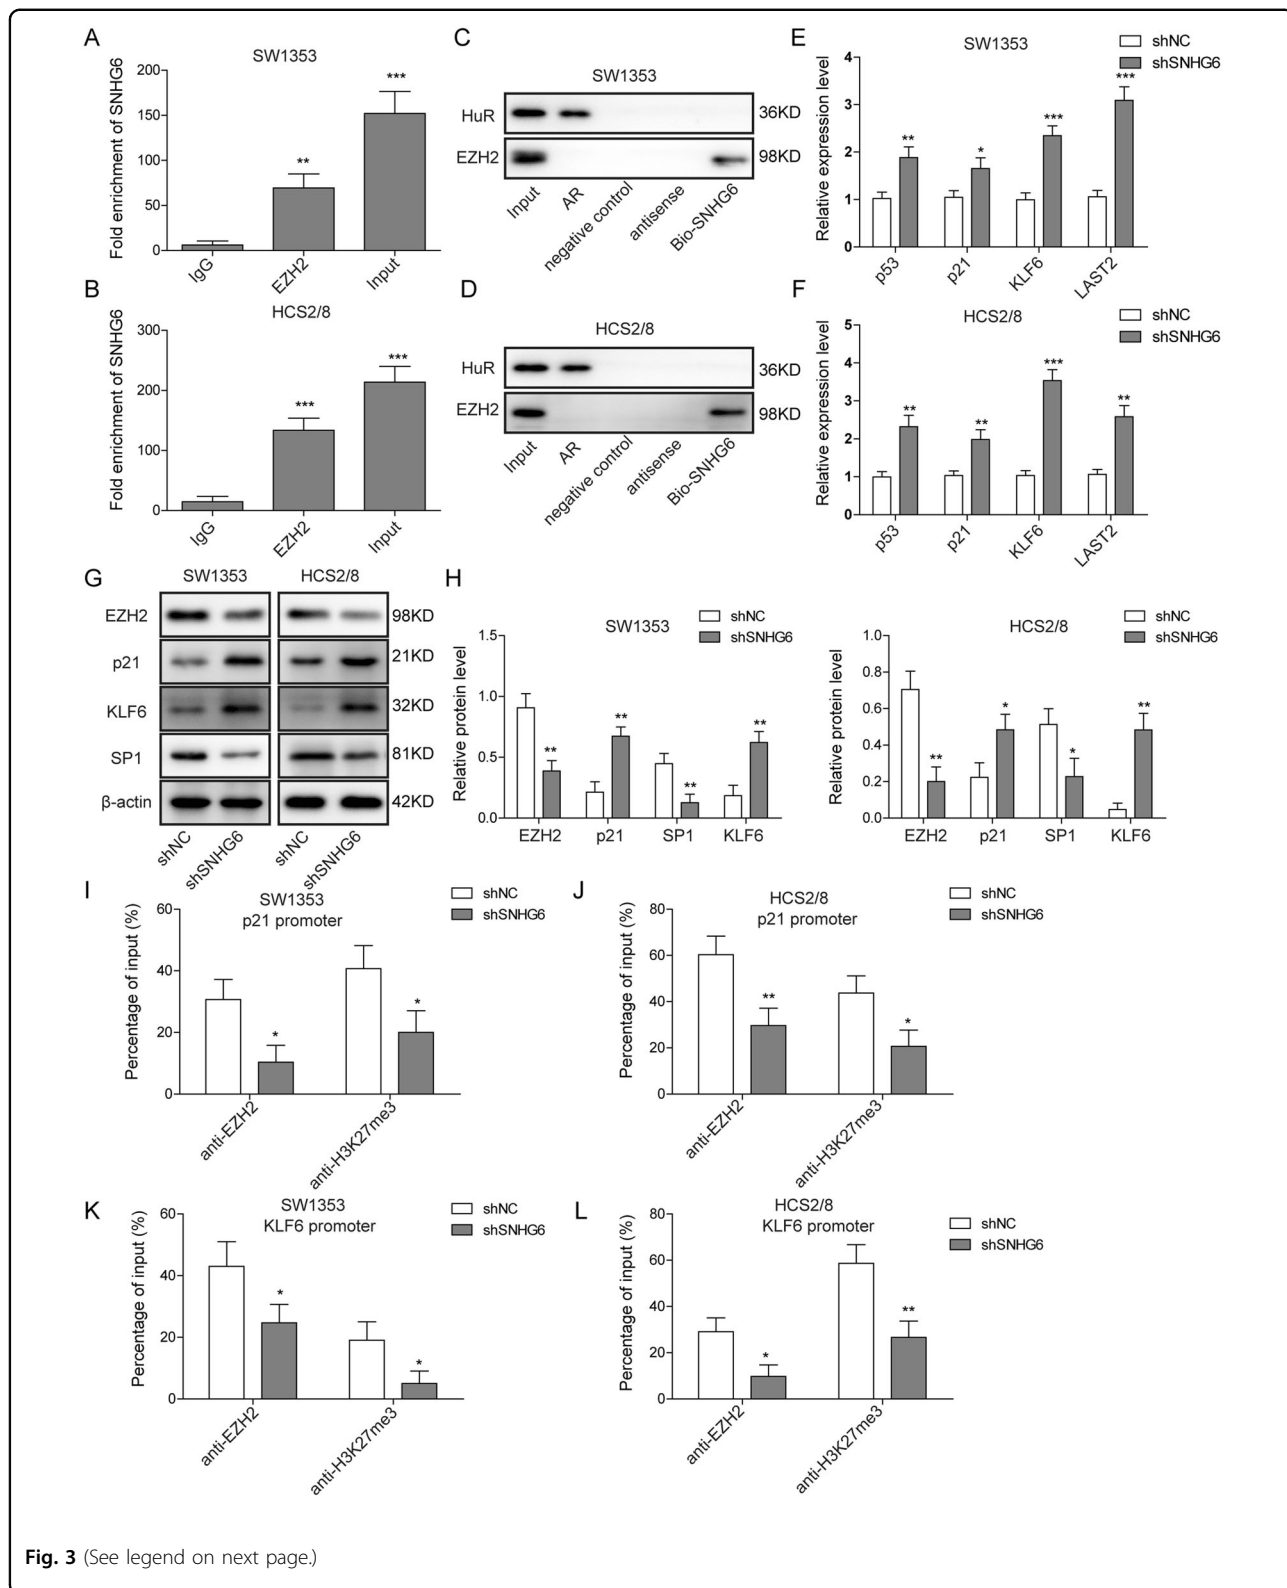 A
SW1353
Fold enrichment of SNHG6
200
150
100
50
0
**
***
IgG
EZH2
Input
B
HCS2/8
Fold enrichment of SNHG6
300
200
100
0
***
***
IgG
EZH2
Input
C
SW1353
HuR
36KD
EZH2
98KD
Input
AR
negative control
antisense
Bio-SNHG6
D
HCS2/8
HuR
36KD
EZH2
98KD
Input
AR
negative control
antisense
Bio-SNHG6
E
SW1353
shNC
shSNHG6
Relative expression level
4
3
2
1
0
**
*
***
***
p53
p21
KLF6
LAST2
F
HCS2/8
shNC
shSNHG6
Relative expression level
5
4
3
2
1
0
**
**
***
**
p53
p21
KLF6
LAST2
G
SW1353
HCS2/8
EZH2
98KD
p21
21KD
KLF6
32KD
SP1
81KD
β-actin
42KD
shNC
shSNHG6
shNC
shSNHG6
H
SW1353
shNC
shSNHG6
Relative protein level
1.5
1.0
0.5
0.0
**
**
**
**
EZH2
p21
SP1
KLF6
HCS2/8
shNC
shSNHG6
Relative protein level
1.0
0.8
0.6
0.4
0.2
0.0
**
*
*
**
EZH2
p21
SP1
KLF6
I
SW1353
p21 promoter
shNC
shSNHG6
Percentage of input (%)
60
40
20
0
*
*
anti-EZH2
anti-H3K27me3
J
HCS2/8
p21 promoter
shNC
shSNHG6
Percentage of input (%)
80
60
40
20
0
**
*
anti-EZH2
anti-H3K27me3
K
SW1353
KLF6 promoter
shNC
shSNHG6
Percentage of input (%)
60
40
20
0
*
*
anti-EZH2
anti-H3K27me3
L
HCS2/8
KLF6 promoter
shNC
shSNHG6
Percentage of input (%)
80
60
40
20
0
*
**
anti-EZH2
anti-H3K27me3
Fig. 3 (See legend on next page.)